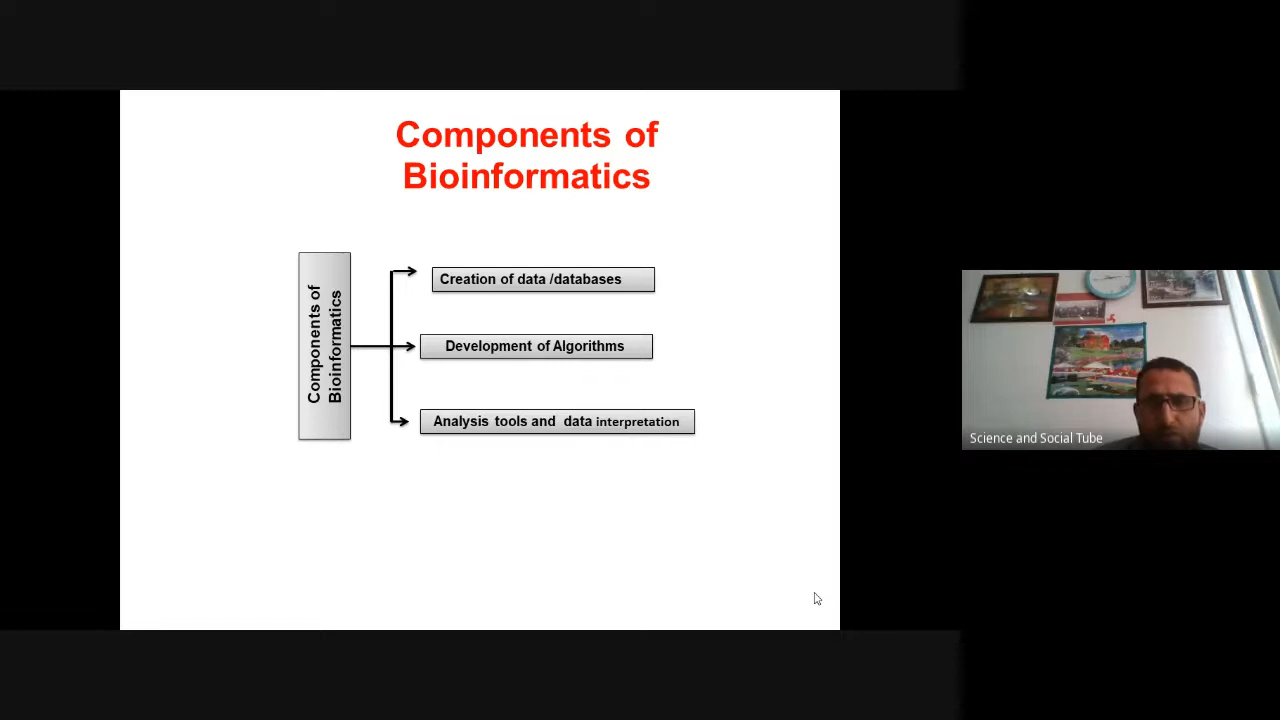 Components of
Bioinformatics
Components of
Bioinformatics
Creation of data /databases
Development of Algorithms
Analysis tools and data interpretation
Science and Social Tube